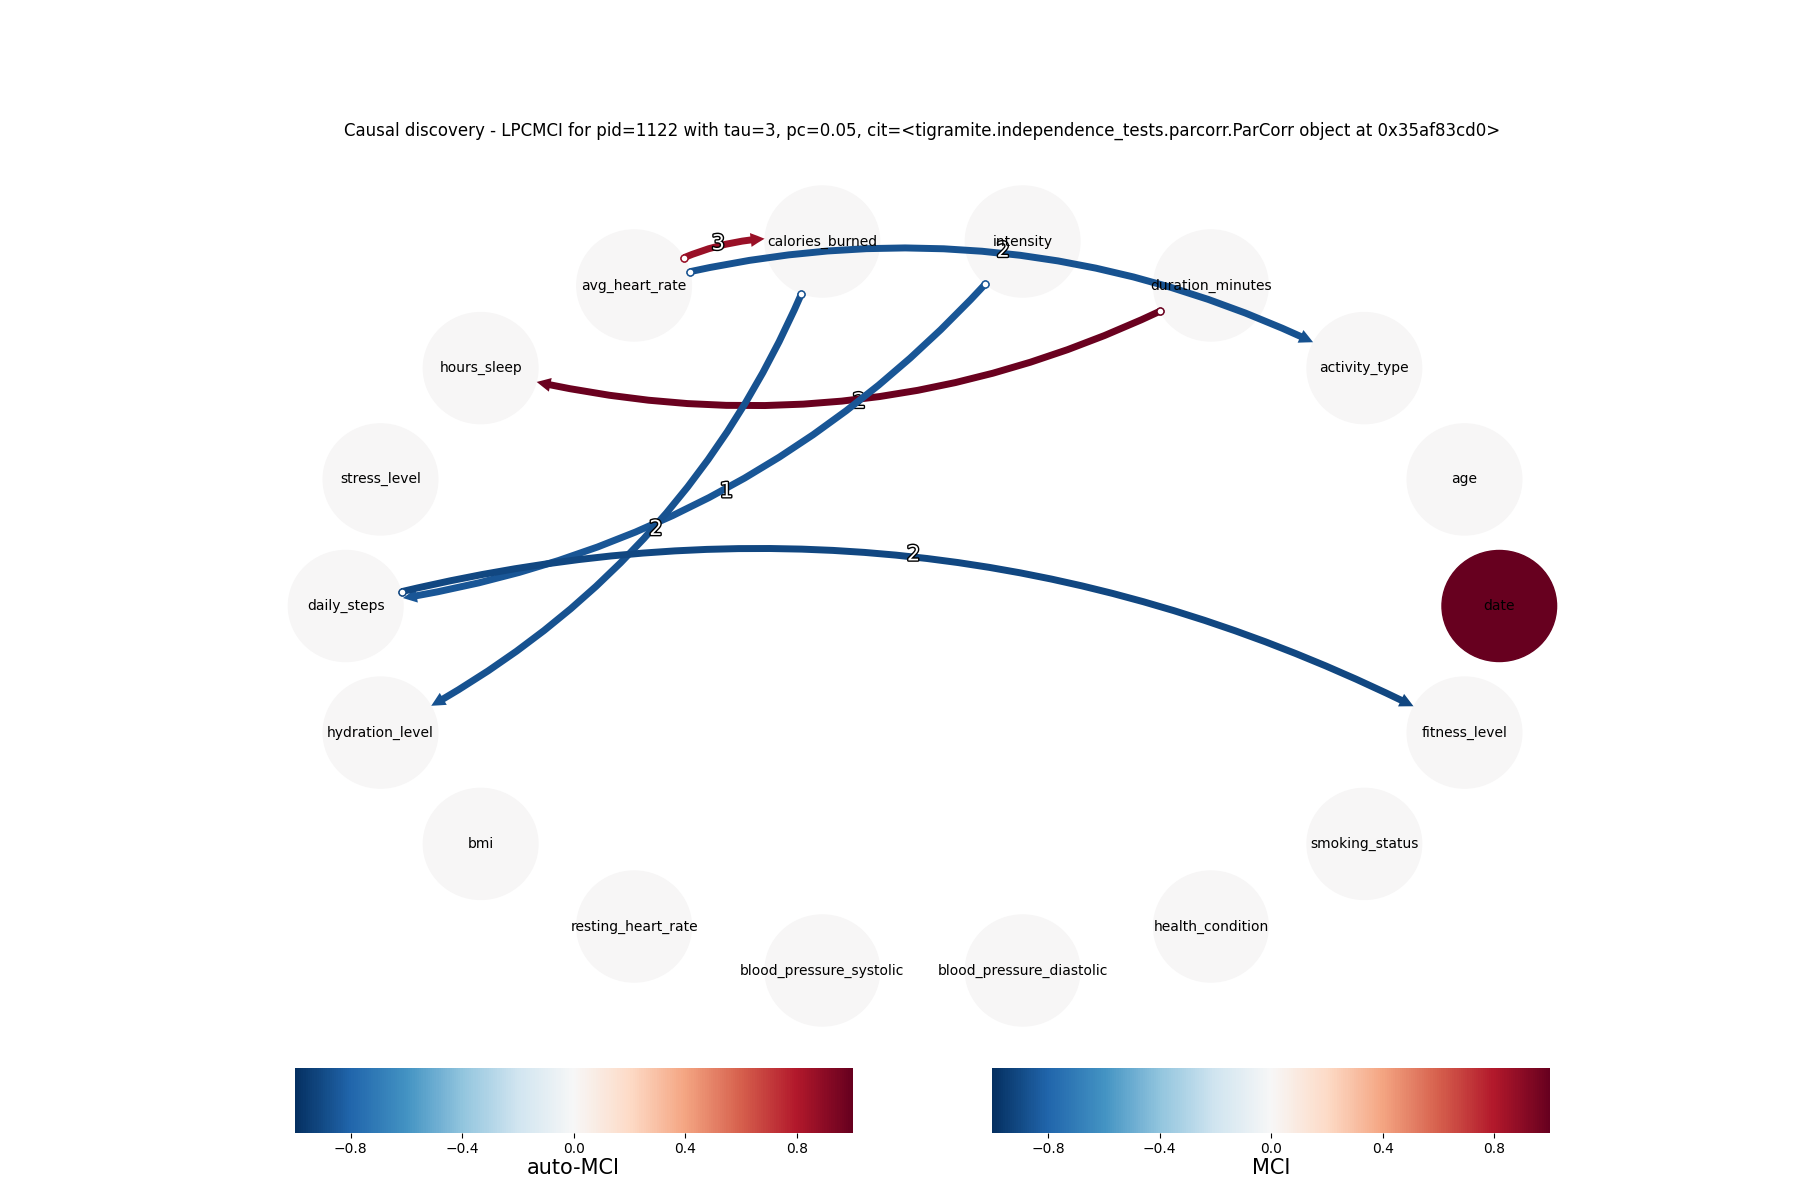 Causal discovery - LPCMCI for pid=1122 with tau=3, pc=0.05, cit=<tigramite.independence_tests.parcorr.ParCorr object at 0x35af83cd0>
3
calories_burned
intensity
2
avg_heart_rate
duration_minutes
hours_sleep
activity_type
2
stress_level
age
1
2
2
daily_steps
date
hydration_level
fitness_level
bmi
smoking_status
resting_heart_rate
health_condition
blood_pressure_systolic
blood_pressure_diastolic
−0.8 −0.4 0.0 0.4 0.8
auto-MCI
−0.8 −0.4 0.0 0.4 0.8
MCI